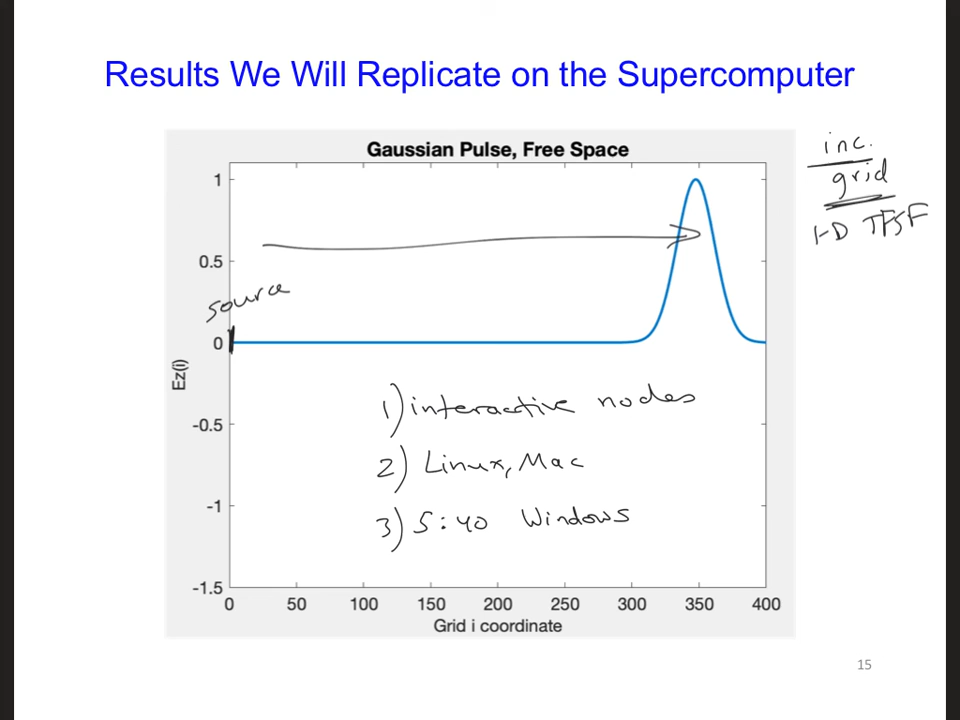 Results We Will Replicate on the Supercomputer
Gaussian Pulse, Free Space
inc.
grid
1-D TFSF
1
0.5
source
0
Ez(i)
-0.5
-1
-1.5
1) interactive nodes
2) Linux, Mac
3) 5:40 Windows
0 50 100 150 200 250 300 350 400
Grid i coordinate
15